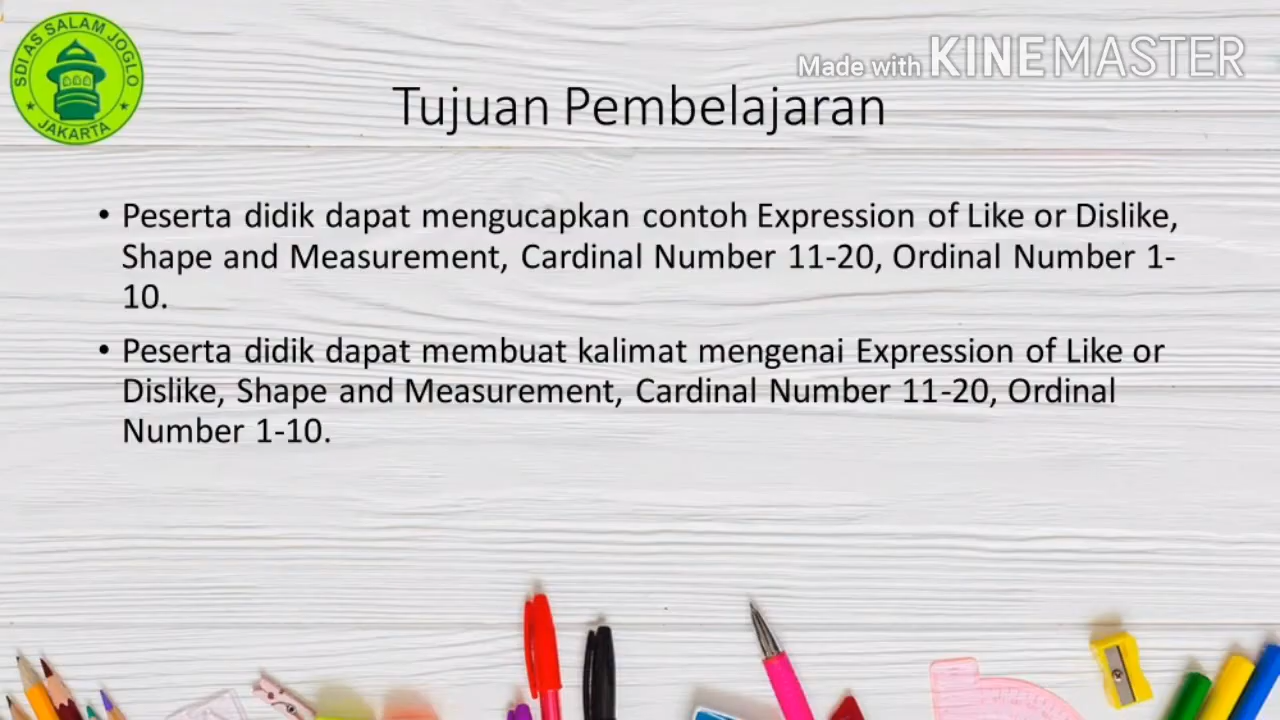 SDI AS SALAM JOGLO
JAKARTA
Made with KINEMASTER
Tujuan Pembelajaran
• Peserta didik dapat mengucapkan contoh Expression of Like or Dislike,
Shape and Measurement, Cardinal Number 11-20, Ordinal Number 1-
10.
• Peserta didik dapat membuat kalimat mengenai Expression of Like or
Dislike, Shape and Measurement, Cardinal Number 11-20, Ordinal
Number 1-10.